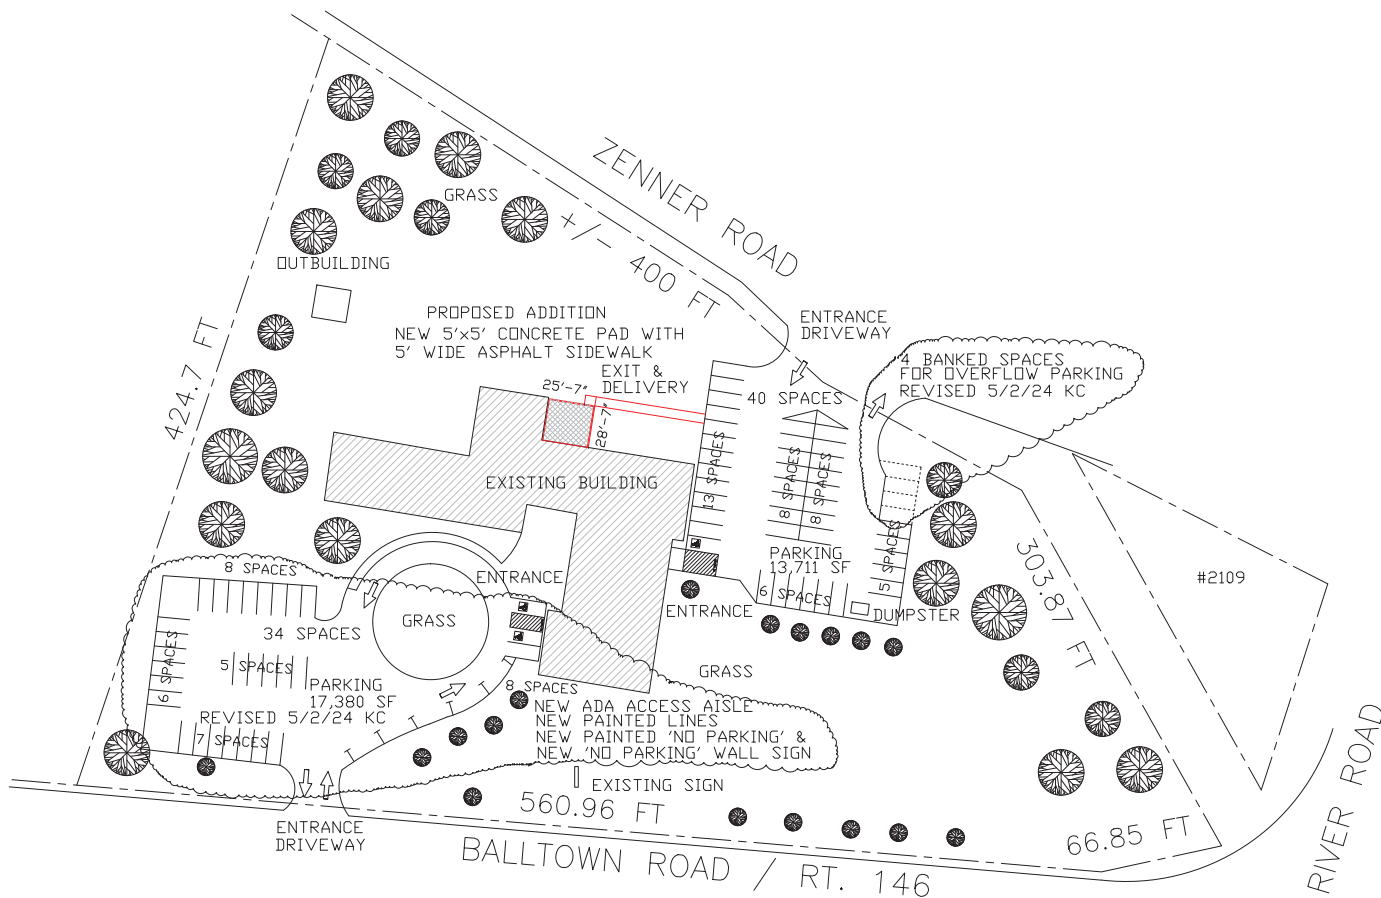 ZENNER ROAD
+/- 400 FT
GRASS
OUTBUILDING
424.7 FT
PROPOSED ADDITION
NEW 5'x5' CONCRETE PAD WITH
5' WIDE ASPHALT SIDEWALK
EXIT &
DELIVERY
25'-7"
28'-7"
ENTRANCE
DRIVEWAY
4 BANKED SPACES
FOR OVERFLOW PARKING
REVISED 5/2/24 KC
40 SPACES
13 SPACES
8 SPACES
8 SPACES
5 SPACES
EXISTING BUILDING
PARKING
13,711 SF
6 SPACES
DUMPSTER
ENTRANCE
303.87 FT
#2109
8 SPACES
ENTRANCE
GRASS
34 SPACES
6 SPACES
5 SPACES
PARKING
17,380 SF
REVISED 5/2/24 KC
7 SPACES
8 SPACES
GRASS
NEW ADA ACCESS AISLE
NEW PAINTED LINES
NEW PAINTED 'NO PARKING' &
NEW 'NO PARKING' WALL SIGN
EXISTING SIGN
560.96 FT
66.85 FT
ENTRANCE
DRIVEWAY
BALLTOWN ROAD / RT. 146
RIVER ROAD